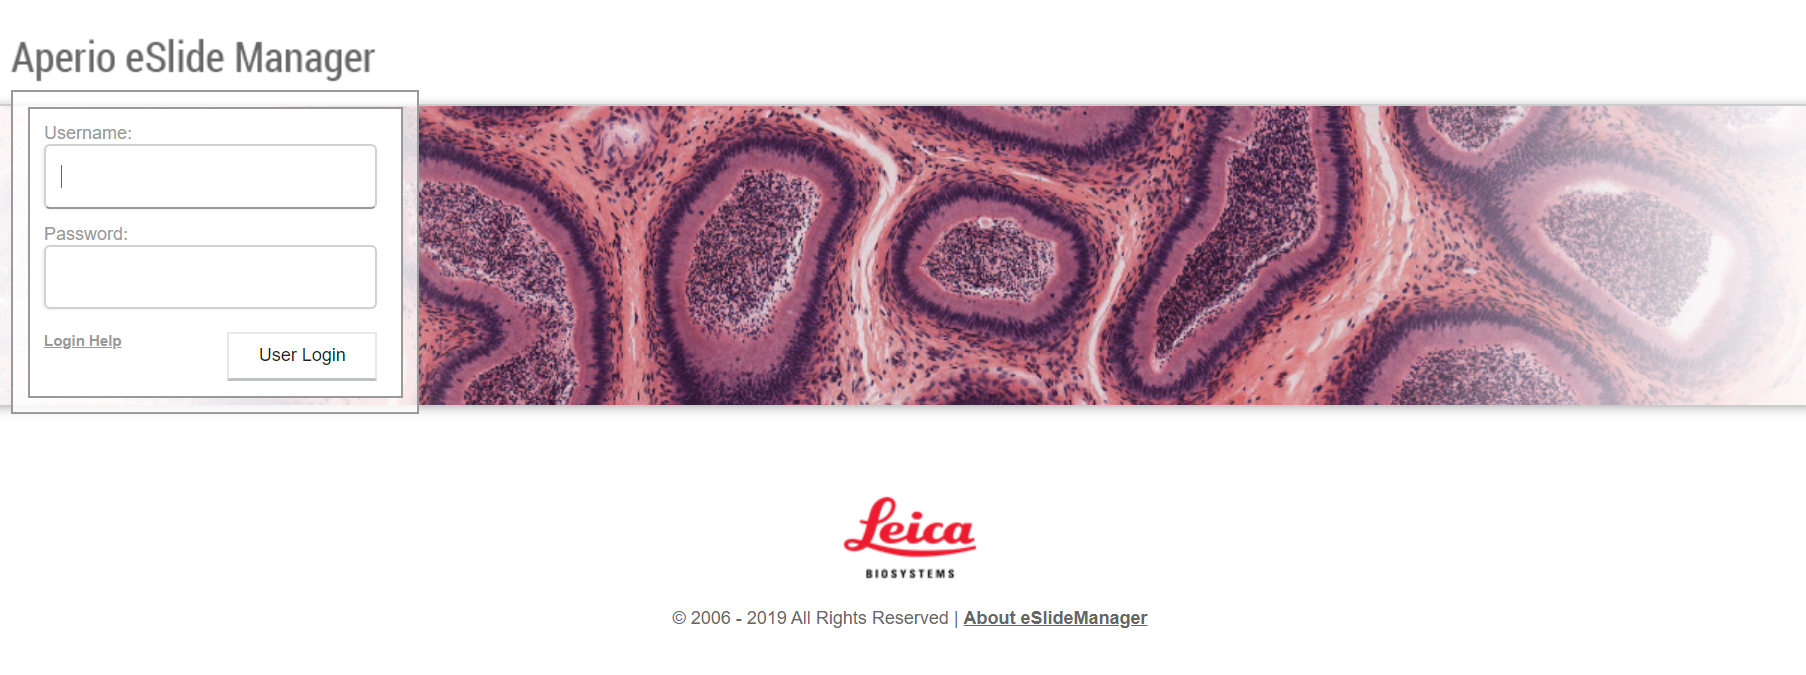 Aperio eSlide Manager
Username:
Password:
Login Help
User Login
Leica
BIOSYSTEMS
© 2006 - 2019 All Rights Reserved | About eSlideManager